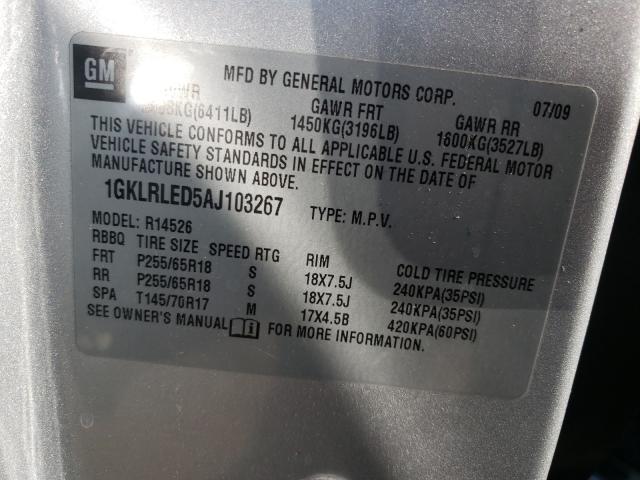 GM
MFD BY GENERAL MOTORS CORP. 07/09
GAWR FRT GAWR RR
KG(6411LB) 1450KG(3196LB) 1600KG(3527LB)
THIS VEHICLE CONFORMS TO ALL APPLICABLE U.S. FEDERAL MOTOR
VEHICLE SAFETY STANDARDS IN EFFECT ON THE DATE OF
MANUFACTURE SHOWN ABOVE.
1GKLRLED5AJ103267 TYPE: M.P.V.
MODEL: R14526
RBBQ TIRE SIZE SPEED RTG RIM COLD TIRE PRESSURE
FRT P255/65R18 S 18X7.5J 240KPA(35PSI)
RR P255/65R18 S 18X7.5J 240KPA(35PSI)
SPA T145/70R17 M 17X4.5B 420KPA(60PSI)
SEE OWNER'S MANUAL FOR MORE INFORMATION.